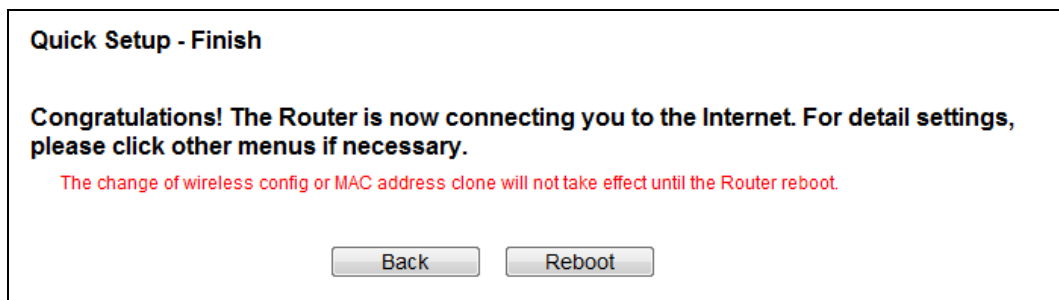 Quick Setup - Finish
Congratulations! The Router is now connecting you to the Internet. For detail settings,
please click other menus if necessary.
The change of wireless config or MAC address clone will not take effect until the Router reboot.
Back Reboot